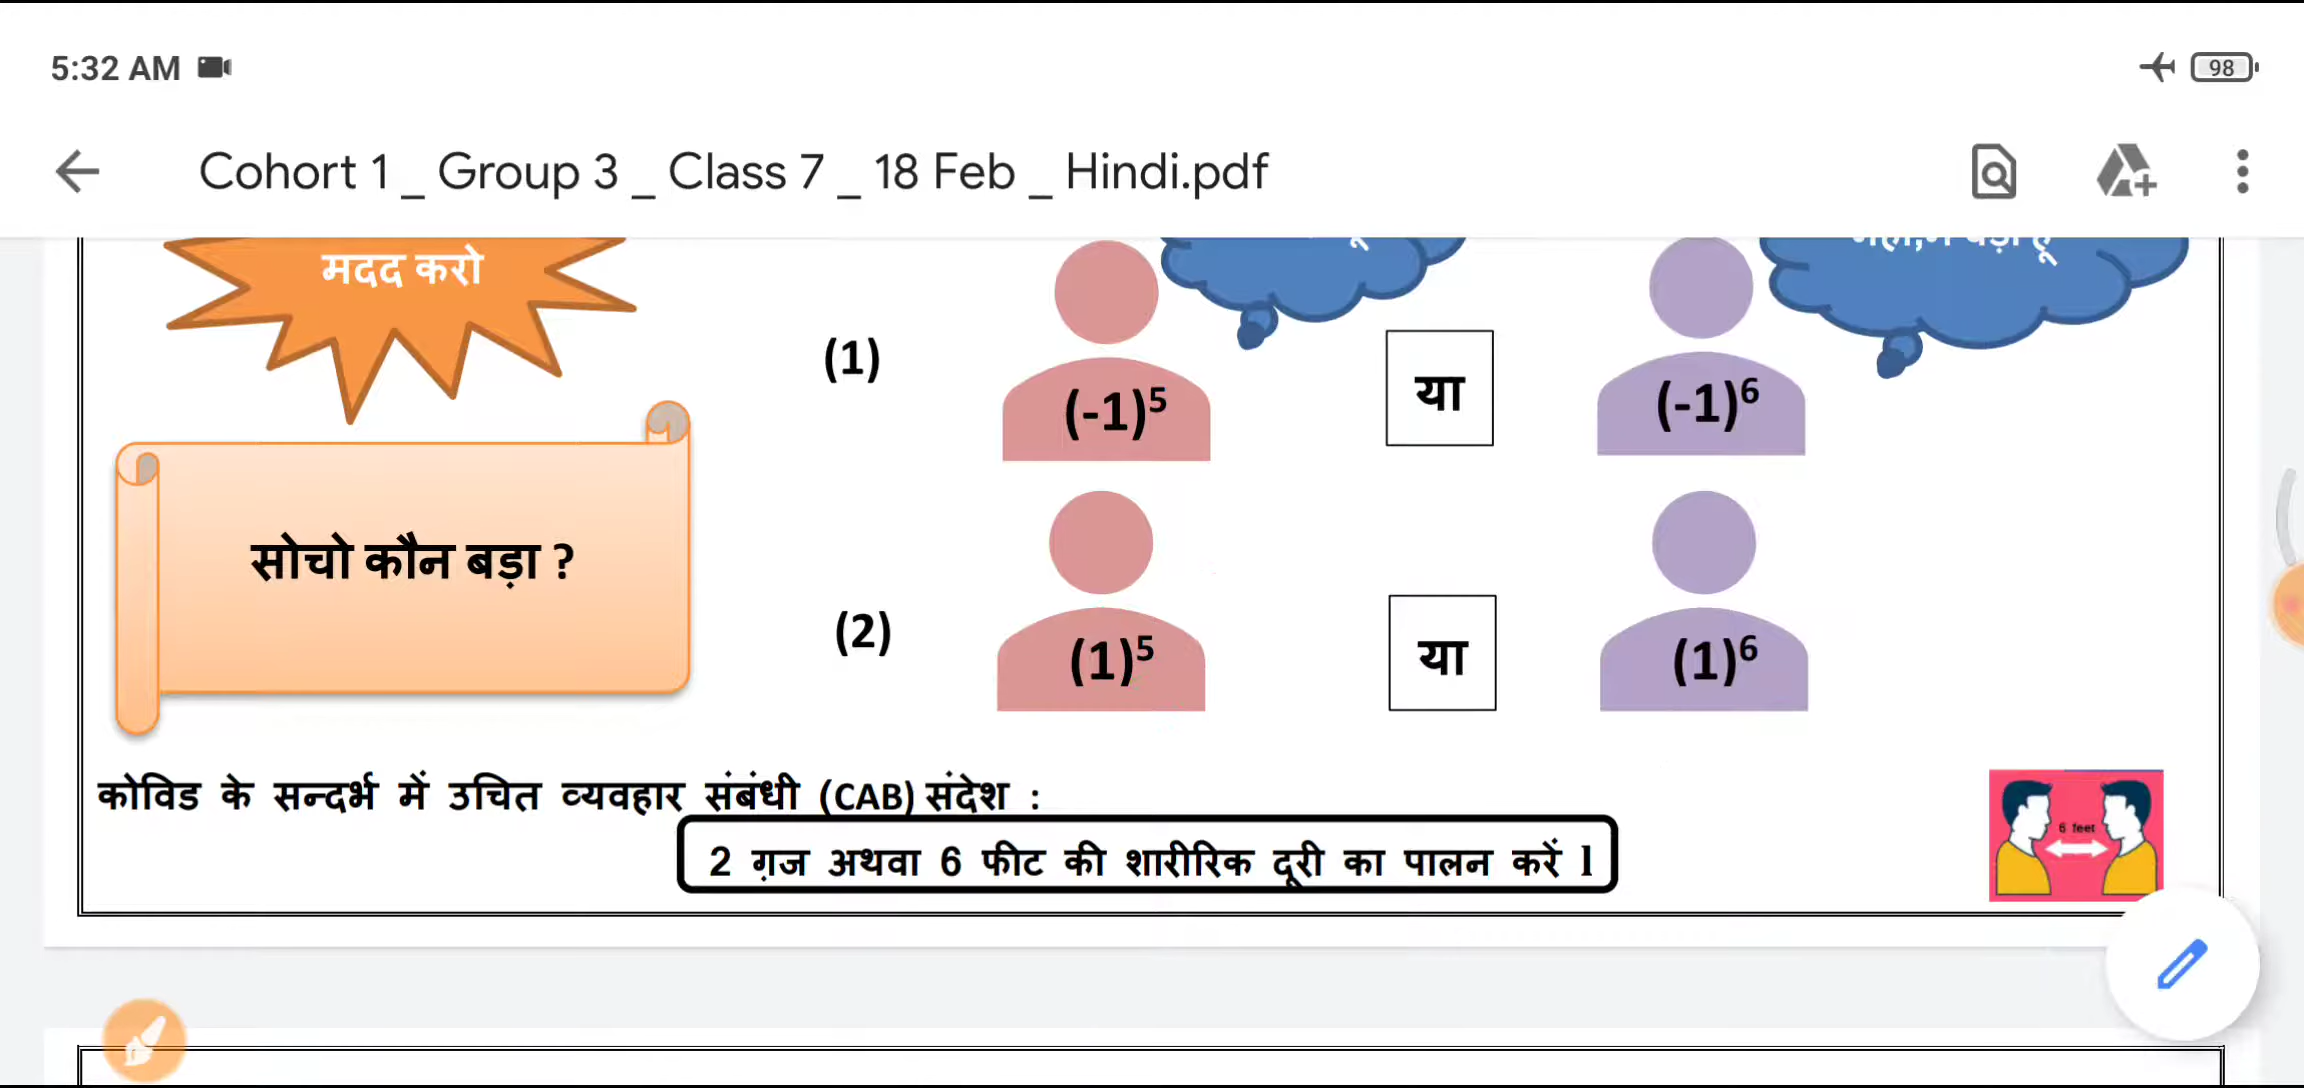 5:32 AM
98
Cohort 1 _ Group 3 _ Class 7 _ 18 Feb _ Hindi.pdf
मदद करो
(1)
(-1)⁵
या
(-1)⁶
सोचो कौन बड़ा ?
(2)
(1)⁵
या
(1)⁶
कोविड के सन्दर्भ में उचित व्यवहार संबंधी (CAB) संदेश :
6 feet
2 ग़ज अथवा 6 फीट की शारीरिक दूरी का पालन करें l